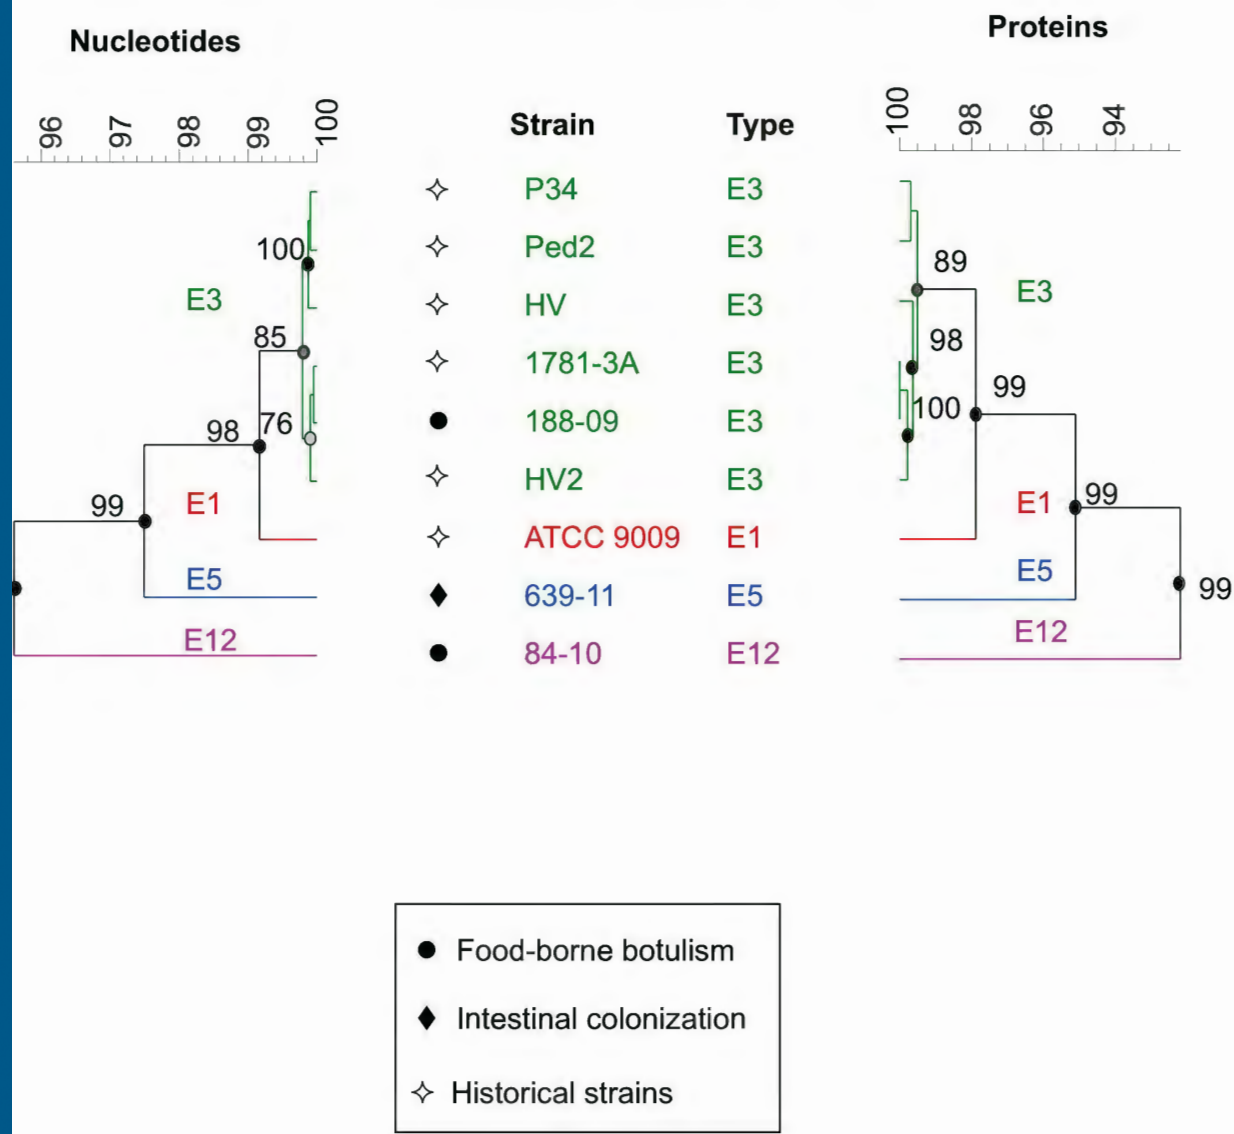 Nucleotides
Proteins
96 97 98 99 100
100 98 96 94
Strain Type
P34 E3
Ped2 E3
HV E3
1781-3A E3
188-09 E3
HV2 E3
ATCC 9009 E1
639-11 E5
84-10 E12
100
E3
85
76
98
99
E1
E5
E12
89
E3
98
99
100
E1
99
E5
99
E12
Food-borne botulism
Intestinal colonization
Historical strains